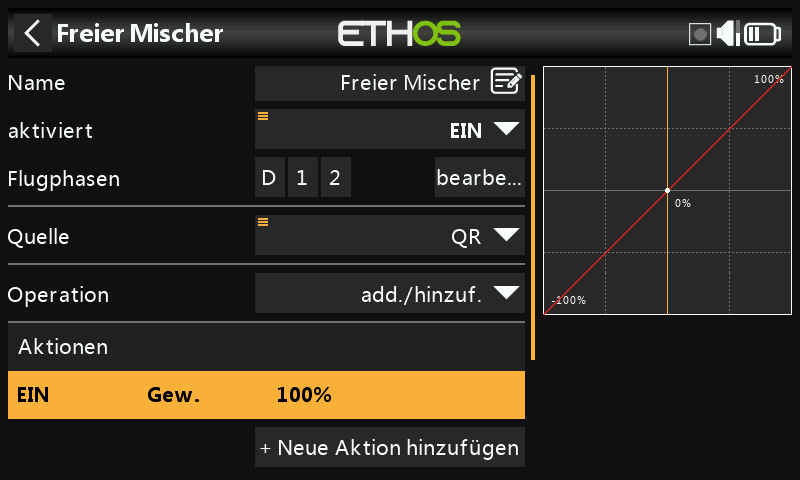 Freier Mischer
ETHOS
Name
Freier Mischer
aktiviert
EIN
Flugphasen
D 1 2 bearbe...
Quelle
QR
Operation
add./hinzuf.
Aktionen
EIN Gew. 100%
+ Neue Aktion hinzufügen
100%
0%
-100%